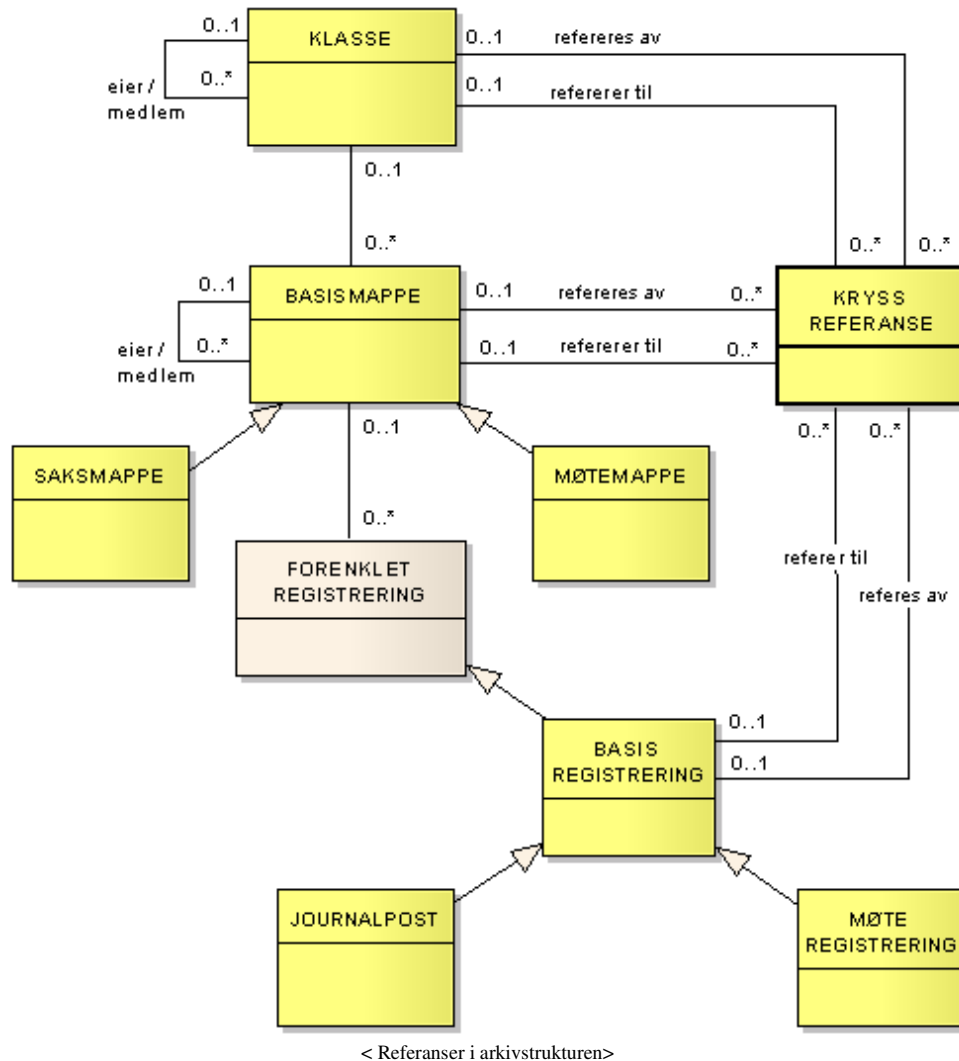 0..1
KLASSE
0..1
refereres av
0..*
0..1
refererer til
eier /
medlem
0..1
0..*
0..*
0..*
0..1
BASISMAPPE
0..1
refereres av
0..*
KRYSS
REFERANSE
0..*
0..1
refererer til
0..*
eier /
medlem
0..1
0..*
0..*
SAKSMAPPE
MØTEMAPPE
0..*
FORENKLET
REGISTRERING
referer til
referes av
0..1
BASIS
REGISTRERING
0..1
JOURNALPOST
MØTE
REGISTRERING
< Referanser i arkivstrukturen>